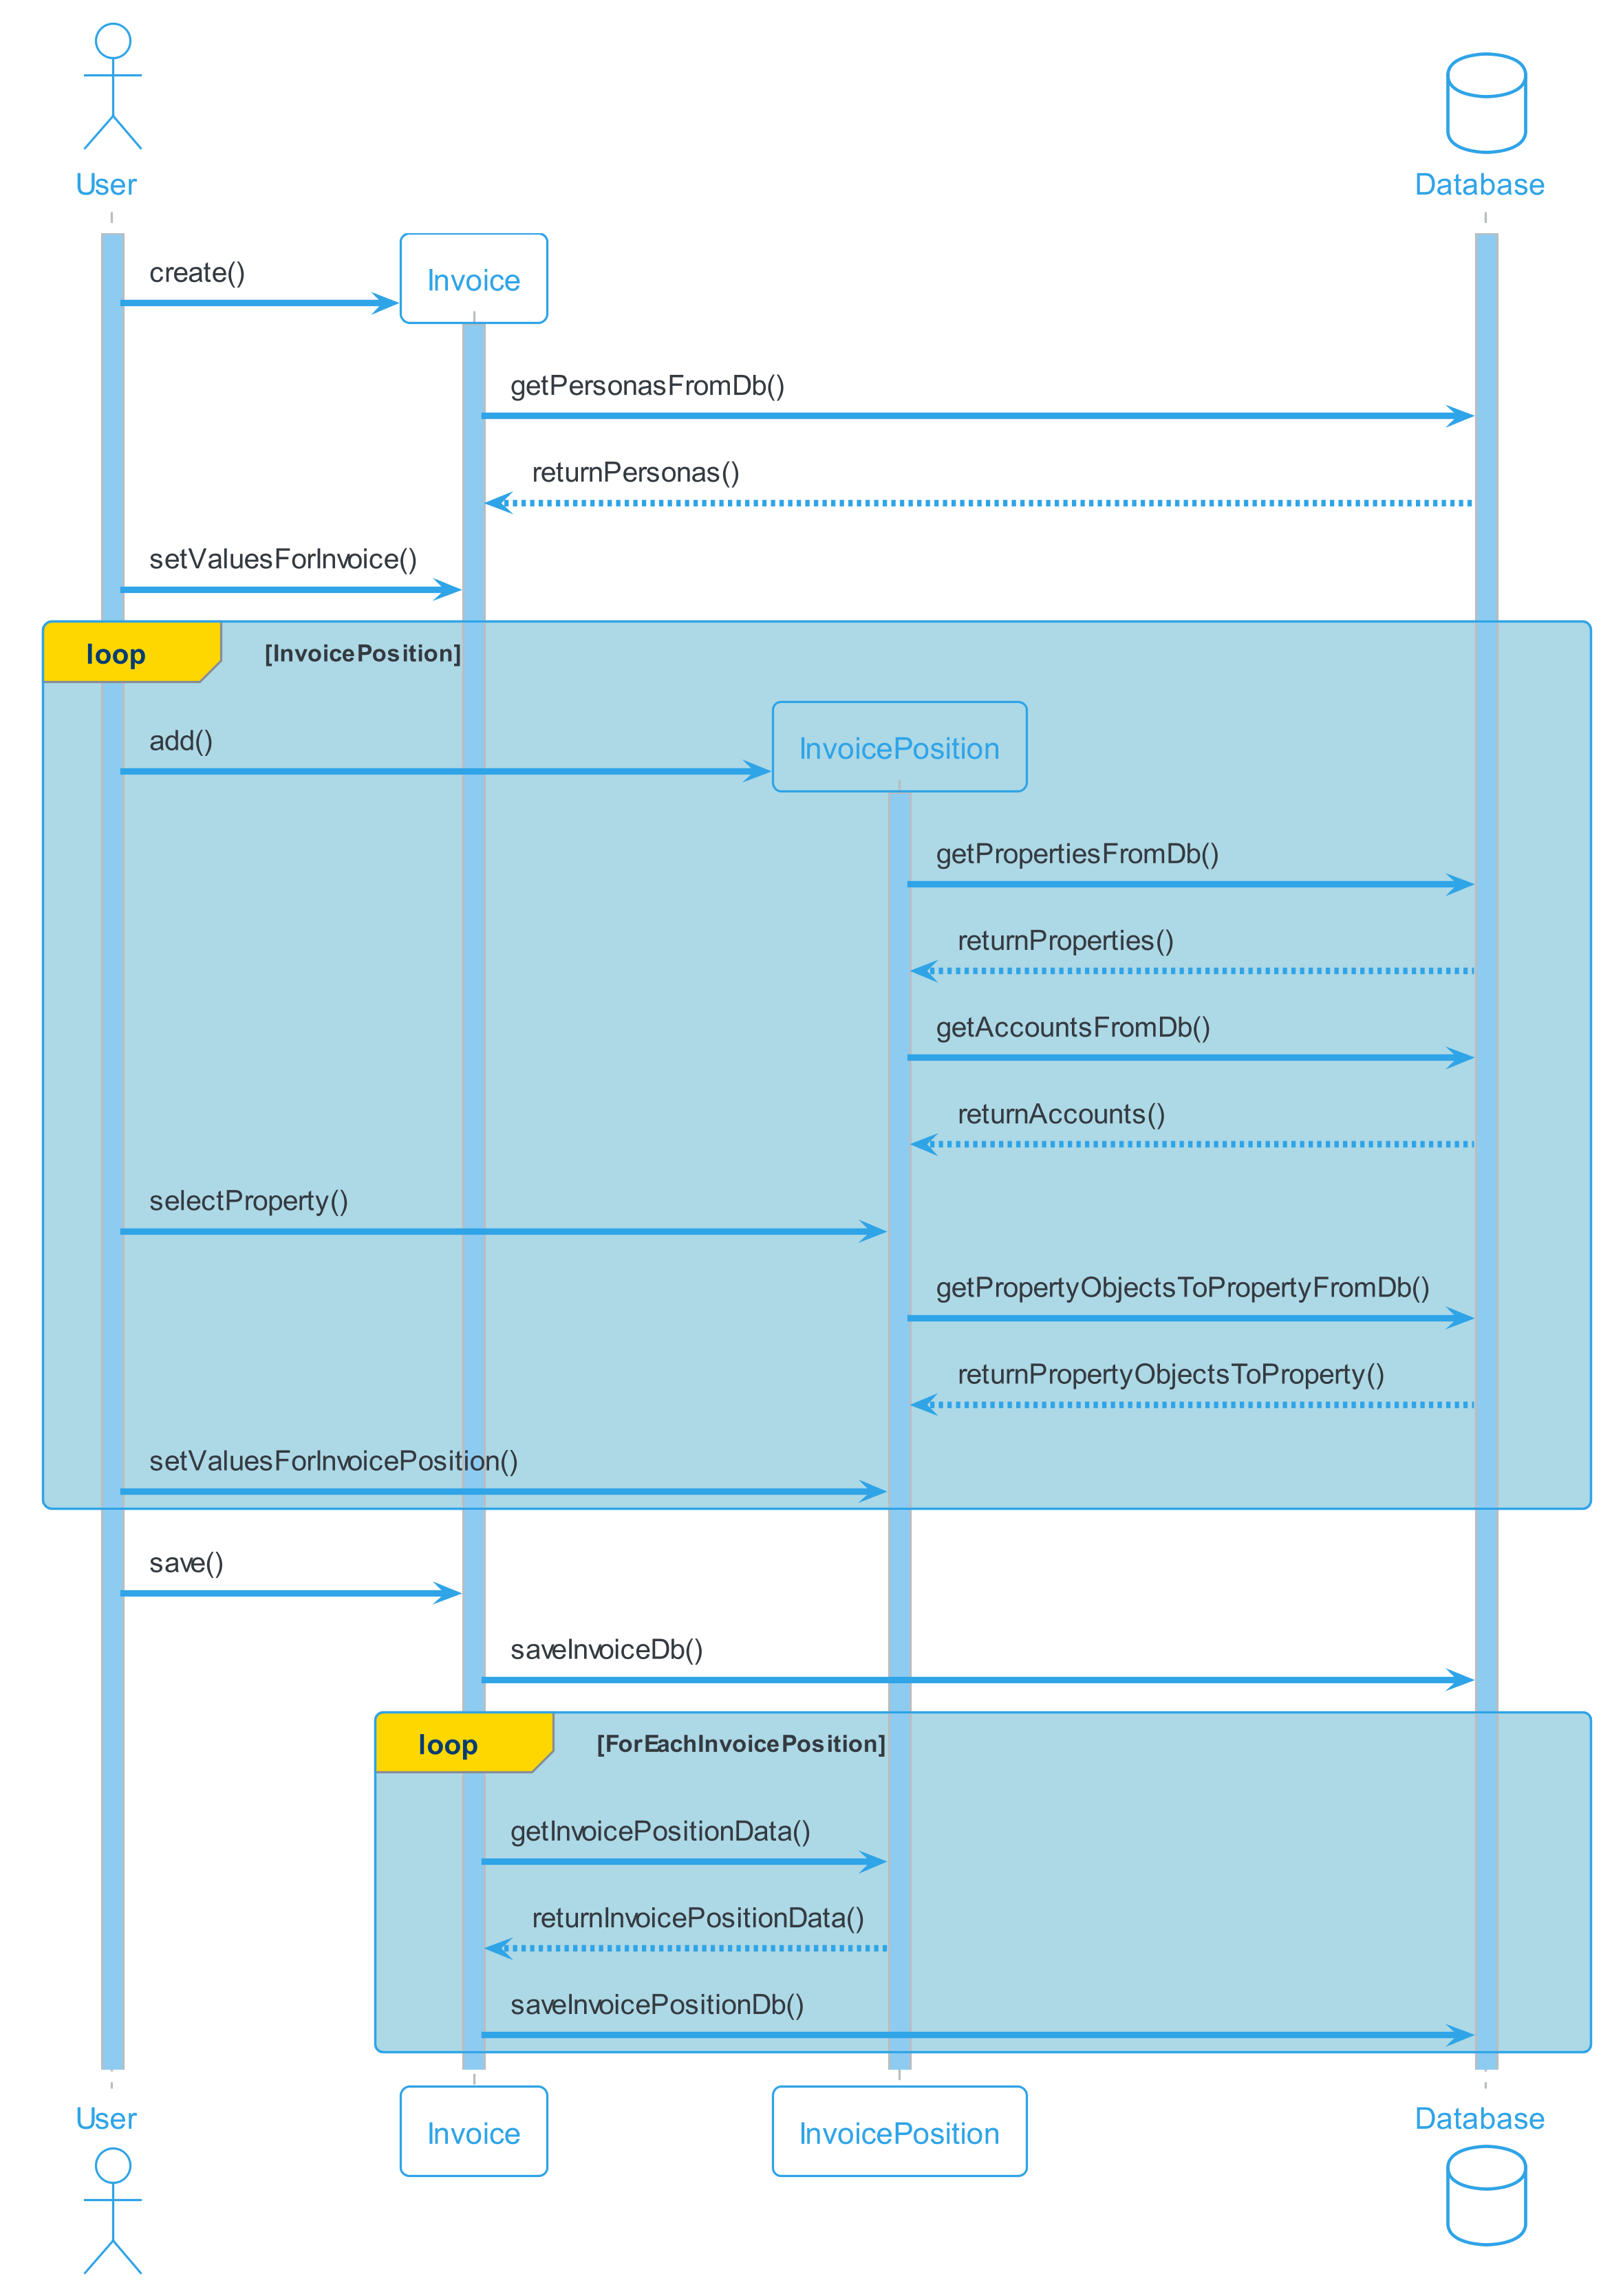 User
Database
create()
Invoice
getPersonasFromDb()
returnPersonas()
setValuesForInvoice()
loop
[InvoicePosition]
add()
InvoicePosition
getPropertiesFromDb()
returnProperties()
getAccountsFromDb()
returnAccounts()
selectProperty()
getPropertyObjectsToPropertyFromDb()
returnPropertyObjectsToProperty()
setValuesForInvoicePosition()
save()
saveInvoiceDb()
loop
[ForEachInvoicePosition]
getInvoicePositionData()
returnInvoicePositionData()
saveInvoicePositionDb()
User
Invoice
InvoicePosition
Database